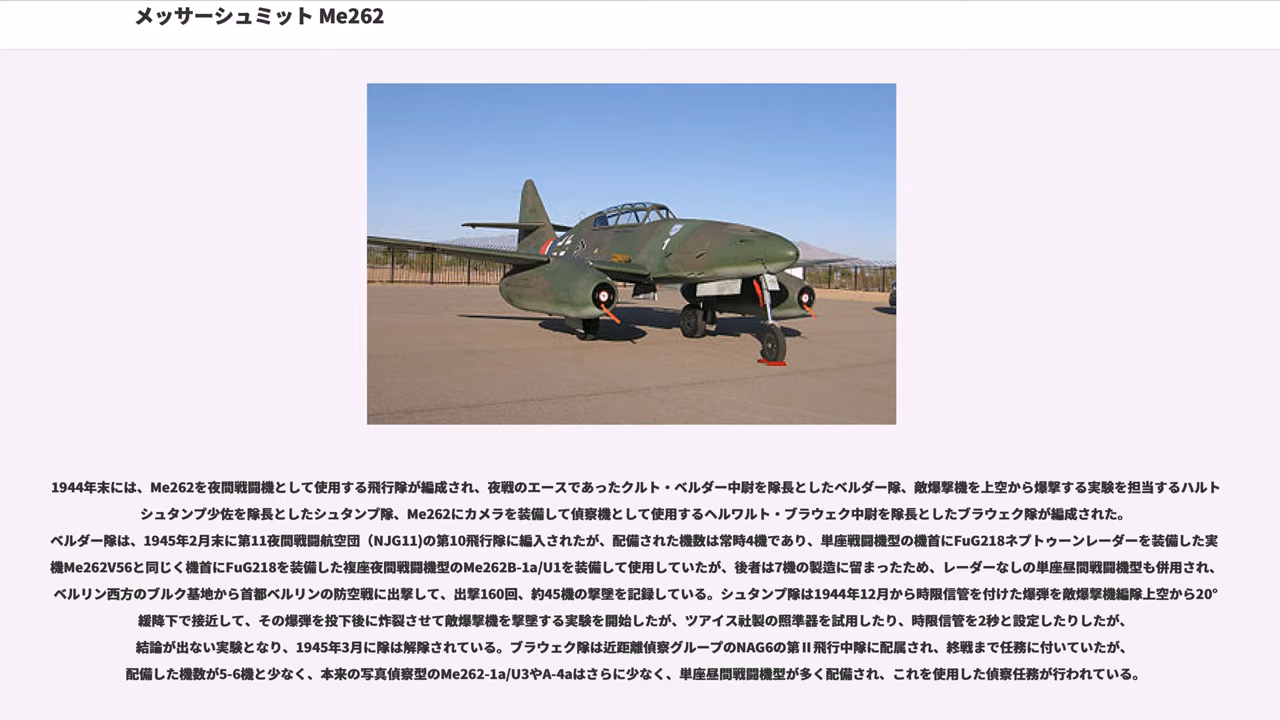 メッサーシュミット Me262
1944年末には、Me262を夜間戦闘機として使用する飛行隊が編成され、夜戦のエースであったクルト・ベルダー中尉を隊長としたベルダー隊、敵爆撃機を上空から爆撃する実験を担当するハルト
シュタンプ少佐を隊長としたシュタンプ隊、Me262にカメラを装備して偵察機として使用するヘルワルト・ブラウェク中尉を隊長としたブラウェク隊が編成された。
ベルダー隊は、1945年2月末に第11夜間戦闘航空団（NJG11)の第10飛行隊に編入されたが、配備された機数は常時4機であり、単座戦闘機型の機首にFuG218ネプトゥーンレーダーを装備した実
機Me262V56と同じく機首にFuG218を装備した複座夜間戦闘機型のMe262B-1a/U1を装備して使用していたが、後者は7機の製造に留まったため、レーダーなしの単座昼間戦闘機型も併用され、
ベルリン西方のブルク基地から首都ベルリンの防空戦に出撃して、出撃160回、約45機の撃墜を記録している。シュタンプ隊は1944年12月から時限信管を付けた爆弾を敵爆撃機編隊上空から20°
緩降下で接近して、その爆弾を投下後に炸裂させて敵爆撃機を撃墜する実験を開始したが、ツアイス社製の照準器を試用したり、時限信管を2秒と設定したりしたが、
結論が出ない実験となり、1945年3月に隊は解除されている。ブラウェク隊は近距離偵察グループのNAG6の第Ⅱ飛行中隊に配属され、終戦まで任務に付いていたが、
配備した機数が5-6機と少なく、本来の写真偵察型のMe262-1a/U3やA-4aはさらに少なく、単座昼間戦闘機型が多く配備され、これを使用した偵察任務が行われている。